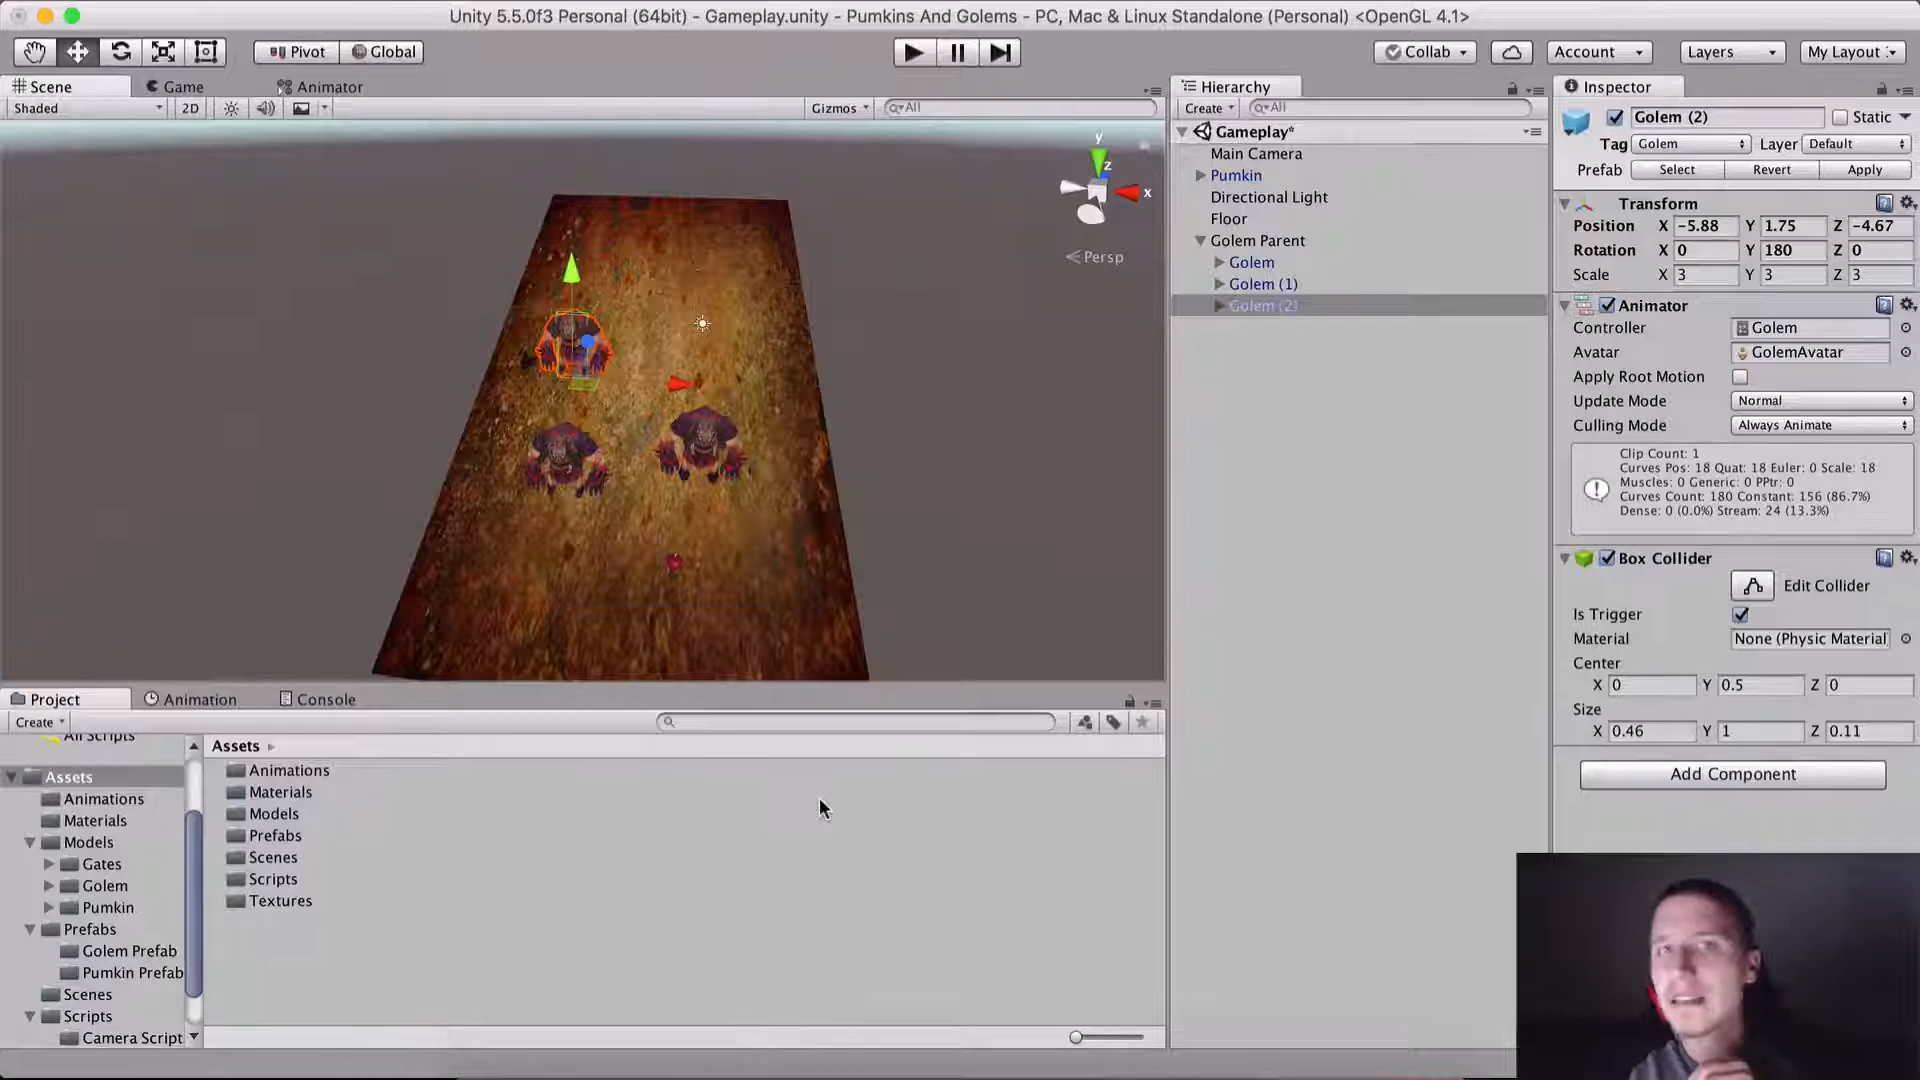 Unity 5.5.0f3 Personal (64bit) - Gameplay.unity - Pumkins And Golems - PC, Mac & Linux Standalone (Personal) <OpenGL 4.1>
Pivot Global Collab Account Layers My Layout
Scene Game Animator
Shaded 2D Gizmos All
y
z
x
Persp
Hierarchy
Create All
Gameplay*
Main Camera
Pumkin
Directional Light
Floor
Golem Parent
Golem
Golem (1)
Golem (2)
Inspector
Golem (2) Static
Tag Golem Layer Default
Prefab Select Revert Apply
Transform
Position X -5.88 Y 1.75 Z -4.67
Rotation X 0 Y 180 Z 0
Scale X 3 Y 3 Z 3
Animator
Controller Golem
Avatar GolemAvatar
Apply Root Motion
Update Mode Normal
Culling Mode Always Animate
Clip Count: 1
Curves Pos: 18 Quat: 18 Euler: 0 Scale: 18
Muscles: 0 Generic: 0 PPtr: 0
Curves Count: 180 Constant: 156 (86.7%)
Dense: 0 (0.0%) Stream: 24 (13.3%)
Box Collider
Edit Collider
Is Trigger
Material None (Physic Material)
Center
X 0 Y 0.5 Z 0
Size
X 0.46 Y 1 Z 0.11
Add Component
Project Animation Console
Create
All Scripts
Assets
Animations
Materials
Models
Gates
Golem
Pumkin
Prefabs
Golem Prefab
Pumkin Prefab
Scenes
Scripts
Camera Script
Assets
Animations
Materials
Models
Prefabs
Scenes
Scripts
Textures